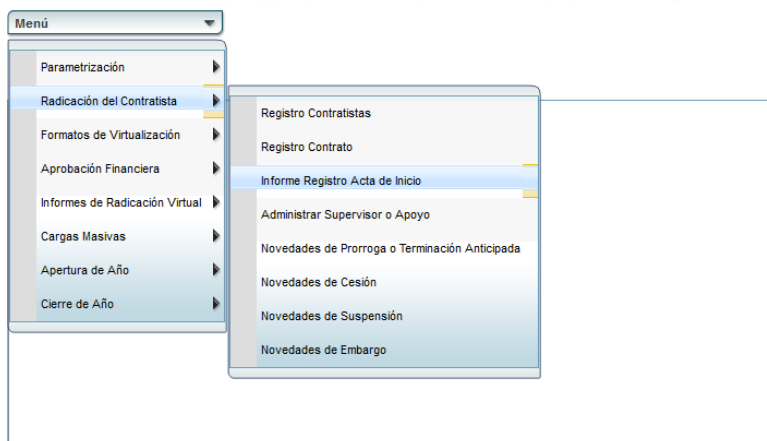 Menú
Parametrización
Radicación del Contratista
Formatos de Virtualización
Aprobación Financiera
Informes de Radicación Virtual
Cargas Masivas
Apertura de Año
Cierre de Año
Registro Contratistas
Registro Contrato
Informe Registro Acta de Inicio
Administrar Supervisor o Apoyo
Novedades de Prorroga o Terminación Anticipada
Novedades de Cesión
Novedades de Suspensión
Novedades de Embargo